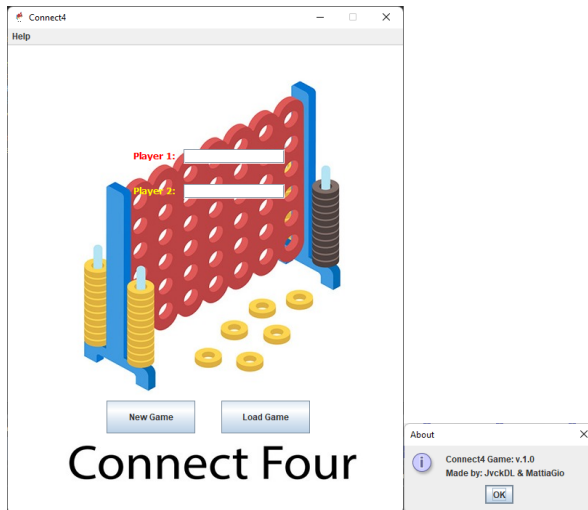 Connect4
Help
Player 1:
Player 2:
New Game
Load Game
Connect Four
About
Connect4 Game: v.1.0
Made by: JvckDL & MattiaGio
OK